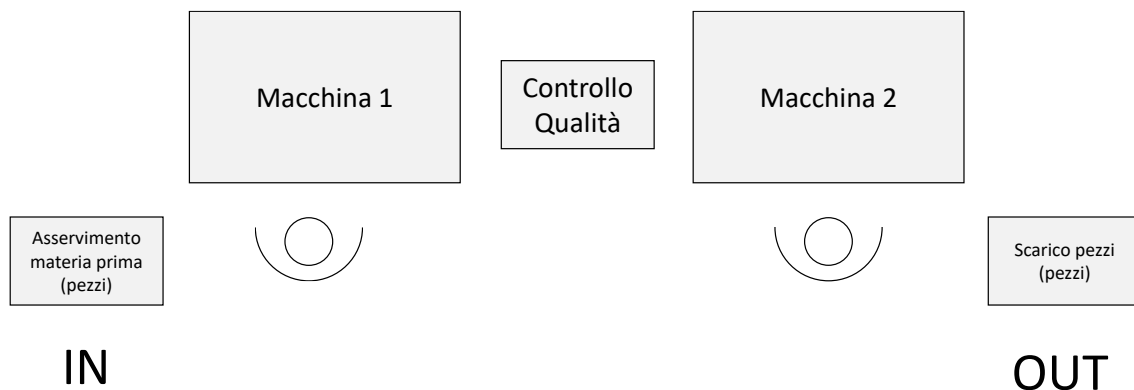 Macchina 1
Controllo
Qualità
Macchina 2
Asservimento
materia prima
(pezzi)
Scarico pezzi
(pezzi)
IN
OUT